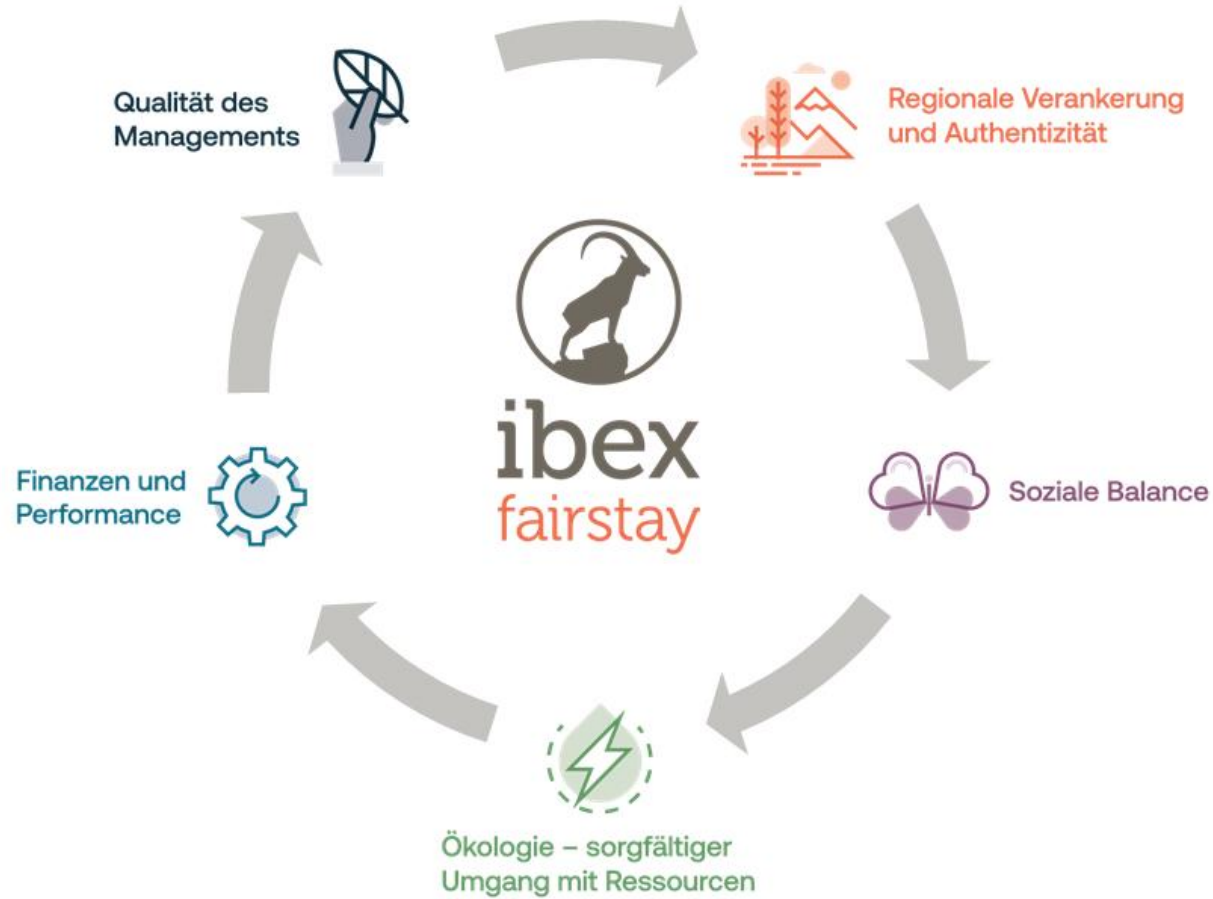 Qualität des
Managements
Regionale Verankerung
und Authentizität
ibex
fairstay
Finanzen und
Performance
Soziale Balance
Ökologie – sorgfältiger
Umgang mit Ressourcen